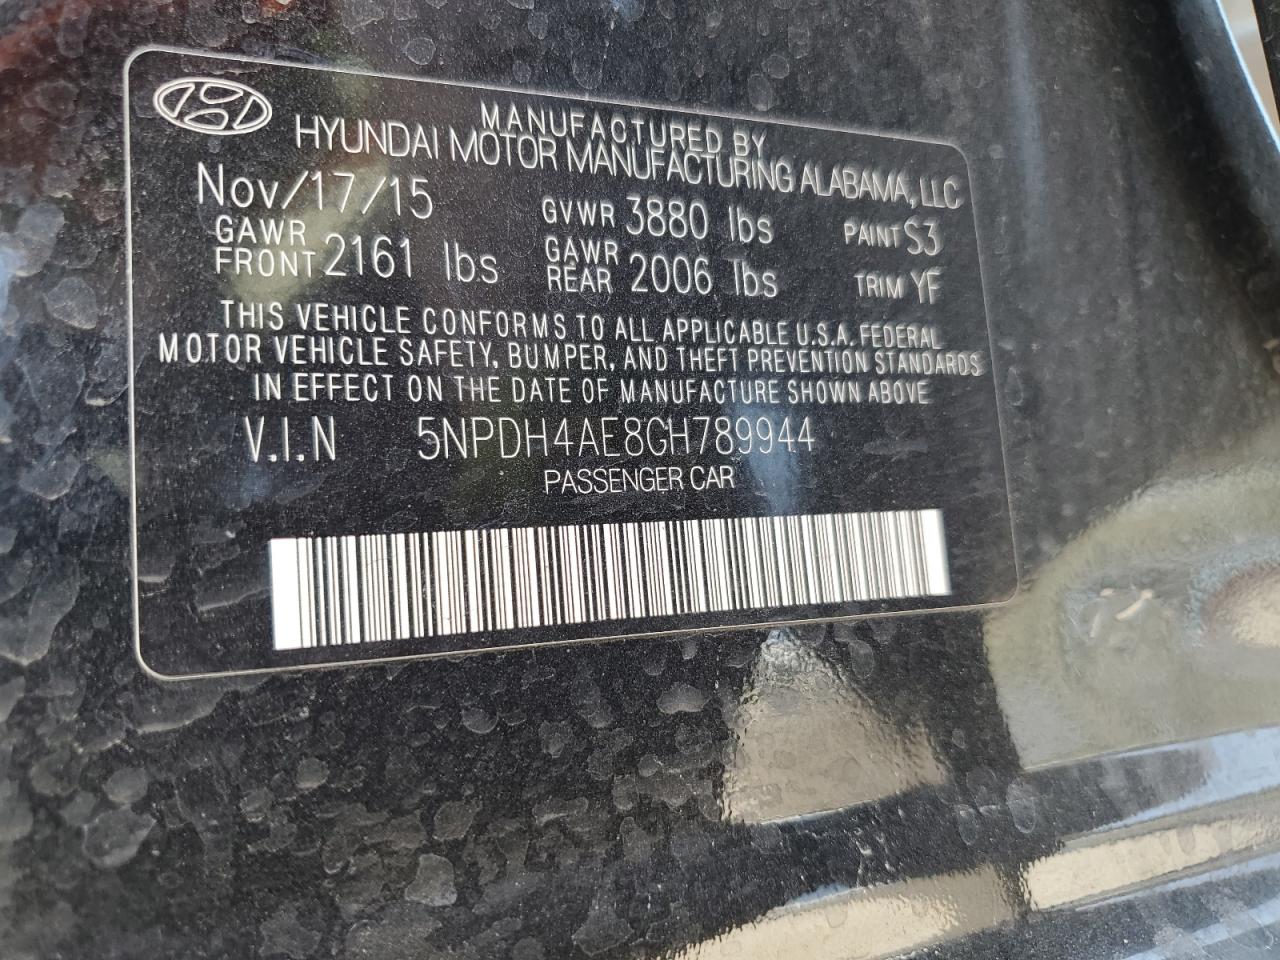 MANUFACTURED BY
HYUNDAI MOTOR MANUFACTURING ALABAMA, LLC
Nov/17/15 GVWR 3880 lbs PAINT S3
GAWR FRONT 2161 lbs GAWR REAR 2006 lbs TRIM YF
THIS VEHICLE CONFORMS TO ALL APPLICABLE U.S.A. FEDERAL
MOTOR VEHICLE SAFETY, BUMPER, AND THEFT PREVENTION STANDARDS
IN EFFECT ON THE DATE OF MANUFACTURE SHOWN ABOVE
V.I.N 5NPDH4AE8GH789944
PASSENGER CAR